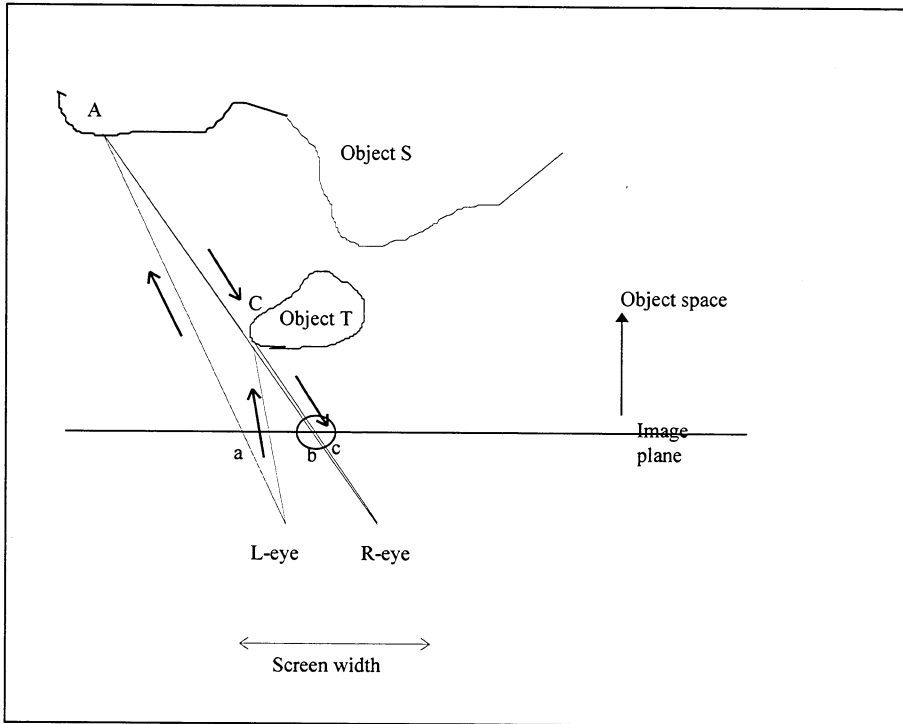 A
Object S
C
Object T
Object space
Image
plane
a
b
c
L-eye
R-eye
Screen width